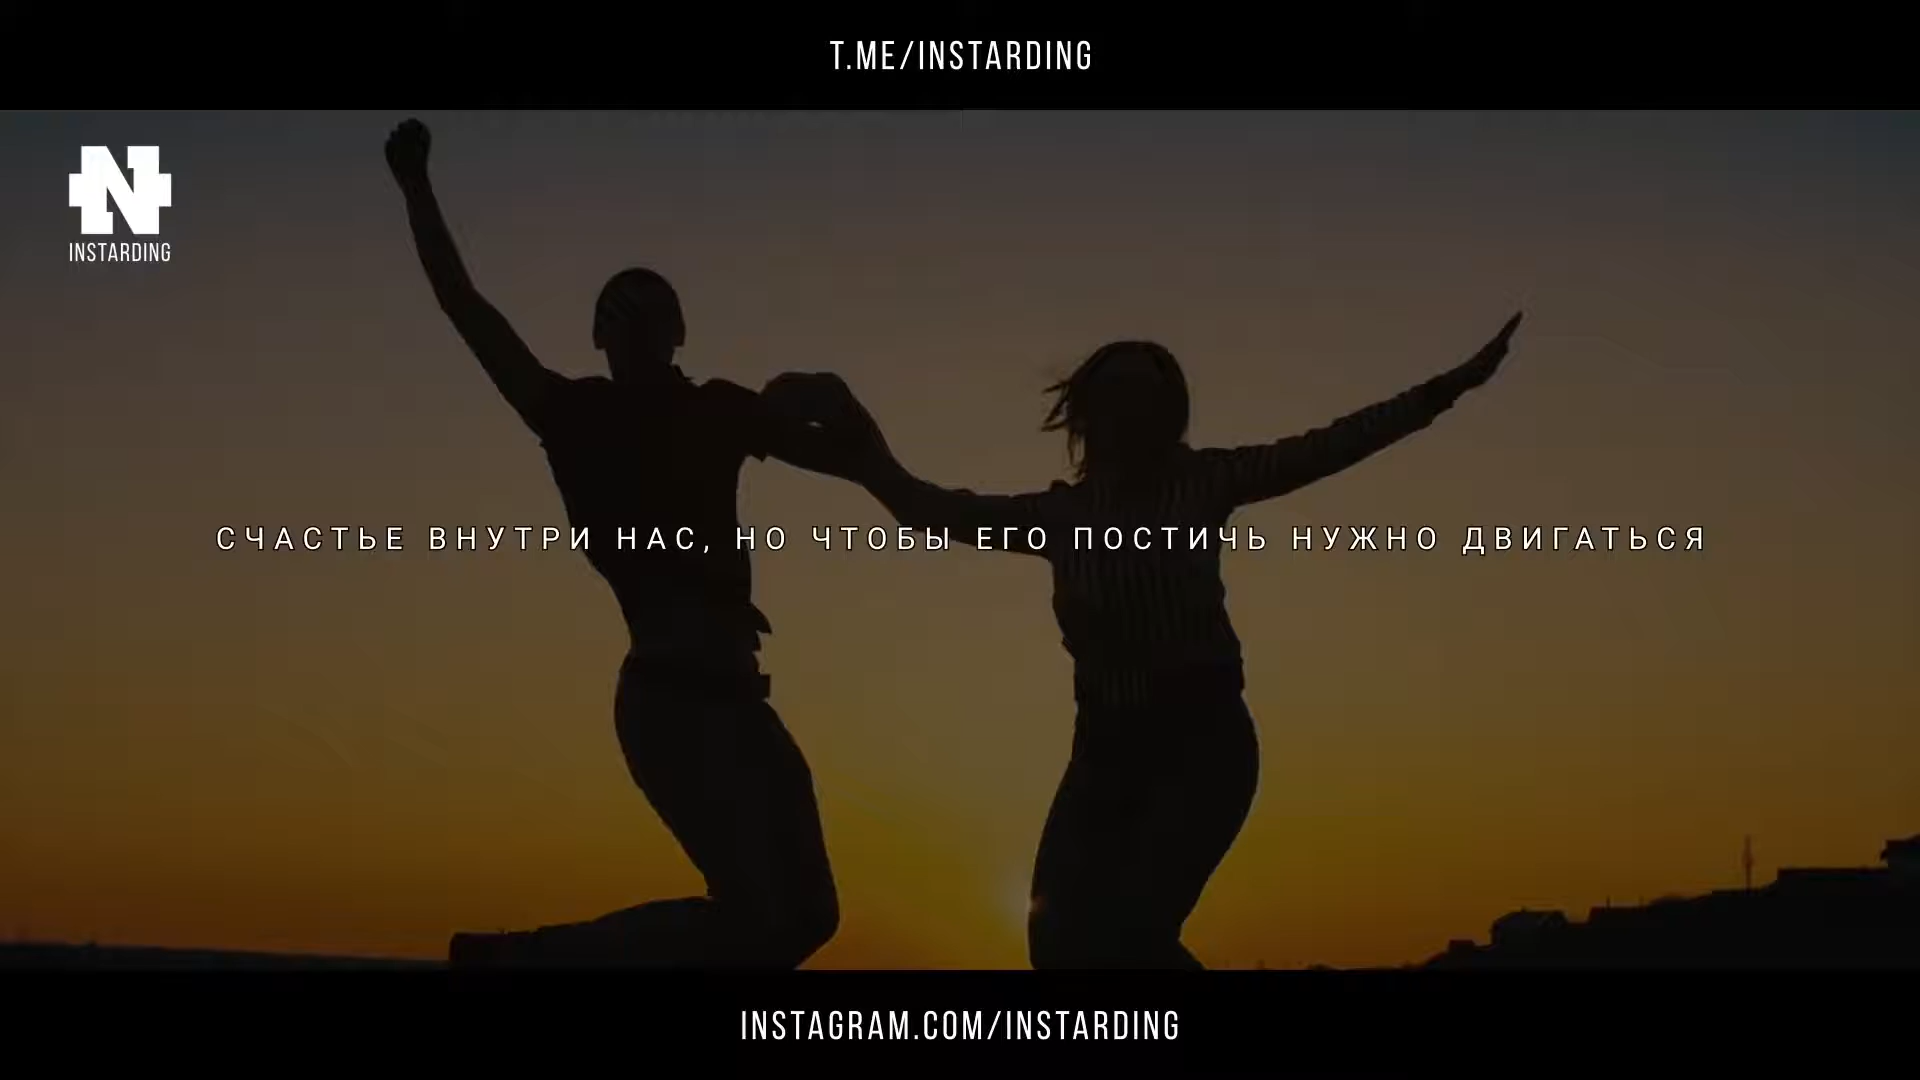 T.ME/INSTARDING
N
INSTARDING
СЧАСТЬЕ ВНУТРИ НАС, НО ЧТОБЫ ЕГО ПОСТИЧЬ НУЖНО ДВИГАТЬСЯ
INSTAGRAM.COM/INSTARDING